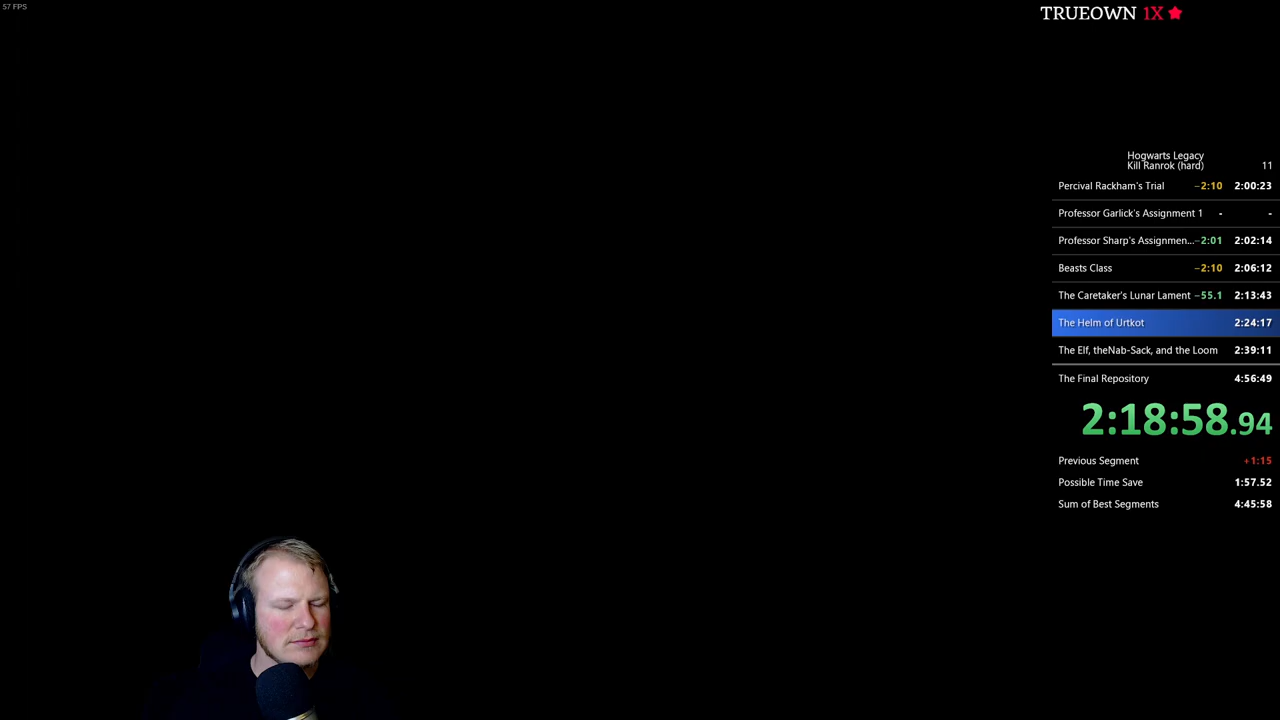 57 FPS
TRUEOWN 1X
Hogwarts Legacy
Kill Ranrok (hard) 11
Percival Rackham's Trial −2:10 2:00:23
Professor Garlick's Assignment 1 - -
Professor Sharp's Assignmen... −2:01 2:02:14
Beasts Class −2:10 2:06:12
The Caretaker's Lunar Lament −55.1 2:13:43
The Helm of Urtkot 2:24:17
The Elf, theNab-Sack, and the Loom 2:39:11
The Final Repository 4:56:49
2:18:58.94
Previous Segment +1:15
Possible Time Save 1:57.52
Sum of Best Segments 4:45:58